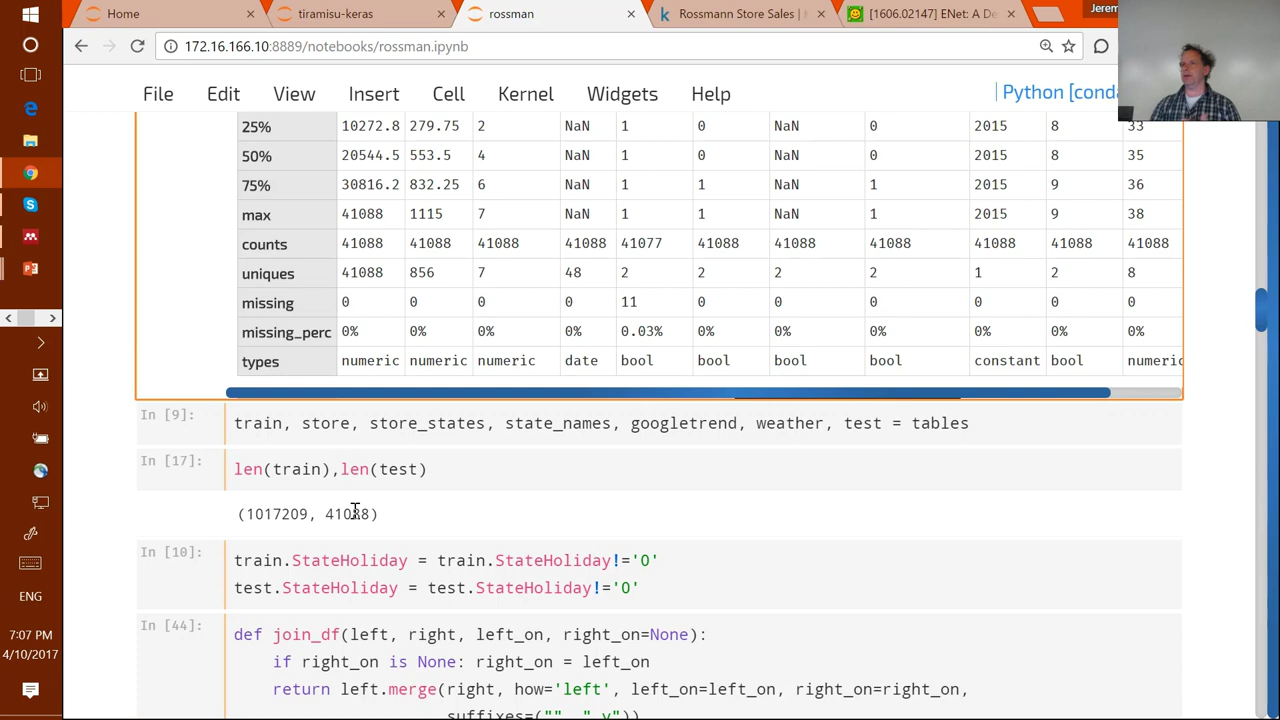 Home
tiramisu-keras
rossman
Rossmann Store Sales |
[1606.02147] ENet: A De
Jerem
172.16.166.10:8889/notebooks/rossman.ipynb
File Edit View Insert Cell Kernel Widgets Help
Python [conda
25% 10272.8 279.75 2 NaN 1 0 NaN 0 2015 8 33
50% 20544.5 553.5 4 NaN 1 0 NaN 0 2015 8 35
75% 30816.2 832.25 6 NaN 1 1 NaN 1 2015 9 36
max 41088 1115 7 NaN 1 1 NaN 1 2015 9 38
counts 41088 41088 41088 41088 41077 41088 41088 41088 41088 41088 41088
uniques 41088 856 7 48 2 2 2 2 1 2 8
missing 0 0 0 0 11 0 0 0 0 0 0
missing_perc 0% 0% 0% 0% 0.03% 0% 0% 0% 0% 0% 0%
types numeric numeric numeric date bool bool bool bool constant bool numeric
In [9]: train, store, store_states, state_names, googletrend, weather, test = tables
In [17]: len(train),len(test)
(1017209, 41088)
In [10]: train.StateHoliday = train.StateHoliday!='0'
test.StateHoliday = test.StateHoliday!='0'
In [44]: def join_df(left, right, left_on, right_on=None):
if right_on is None: right_on = left_on
return left.merge(right, how='left', left_on=left_on, right_on=right_on,
suffixes=("", "_y"))
ENG
7:07 PM
4/10/2017